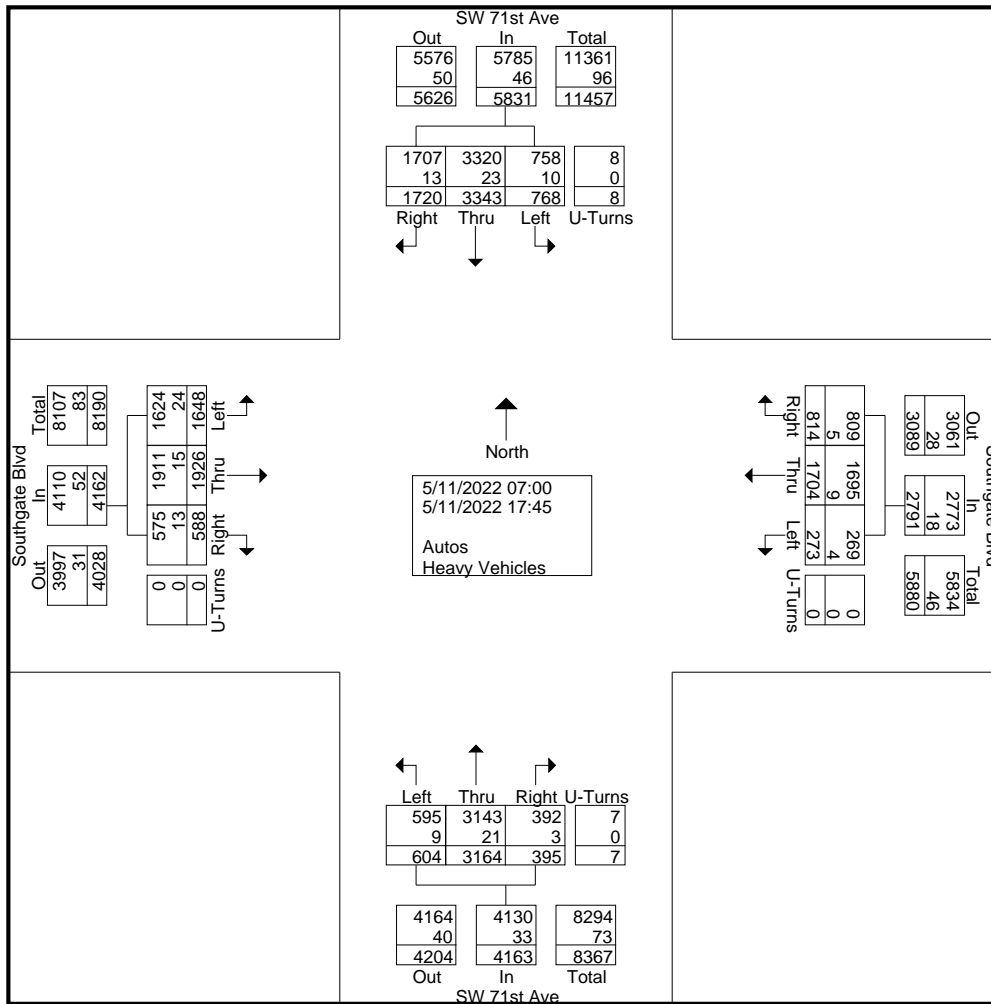 SW 71st Ave
Out In Total
5576 5785 11361
50 46 96
5626 5831 11457
1707 3320 758 8
13 23 10 0
1720 3343 768 8
Right Thru Left U-Turns
Southgate Blvd
Total In Out
8107 4110 3997
83 52 31
8190 4162 4028
1624 1911 575 0
24 15 13 0
1648 1926 588 0
Left Thru Right U-Turns
North
5/11/2022 07:00
5/11/2022 17:45
Autos
Heavy Vehicles
Right Thru Left U-Turns
814 1704 273 0
5 9 4 0
809 1695 269 0
3089 2791 5880
28 18 46
3061 2773 5834
Out In Total
Southgate Blvd
Left Thru Right U-Turns
595 3143 392 7
9 21 3 0
604 3164 395 7
4164 4130 8294
40 33 73
4204 4163 8367
Out In Total
SW 71st Ave